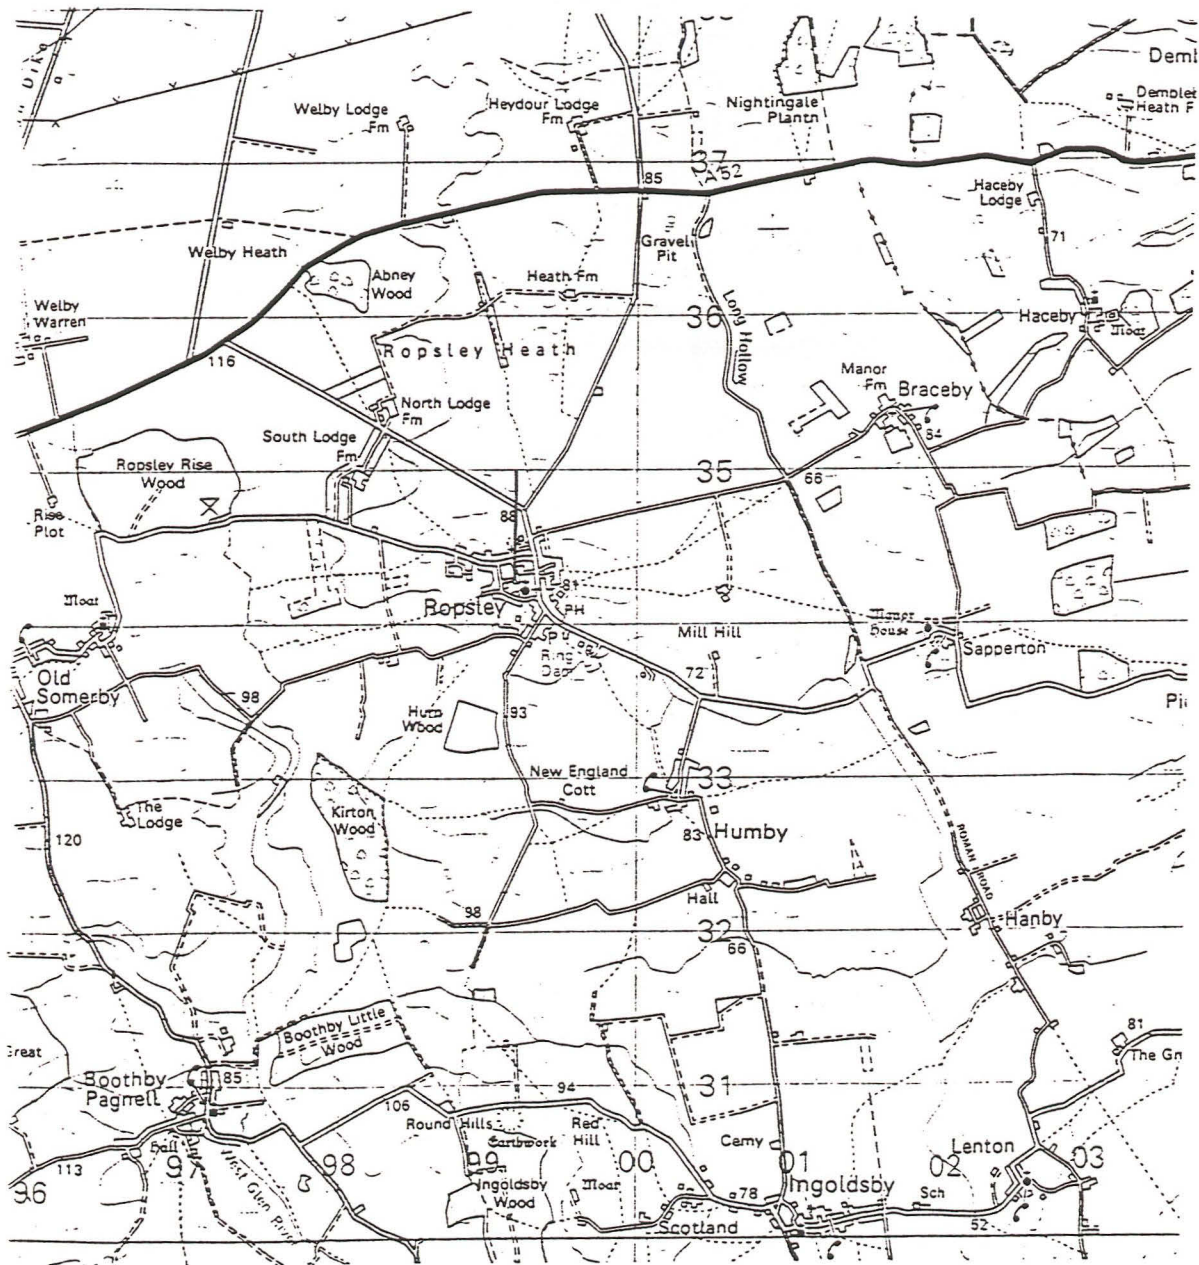 Dike
Welby Lodge
Fm
Heydour Lodge
Fm
Nightingale
Plantn
Heath F
37
A 52
85
Haceby
Lodge
71
Welby Heath
Gravel
Pit
Abney
Wood
Heath Fm
Welby
Warren
36
Long Hollow
Haceby
Moat
116
Ropsley Heath
Manor
Fm
Braceby
North Lodge
Fm
84
South Lodge
Fm
Ropsley Rise
Wood
35
66
Rise
Plot
88
81
Moat
Ropsley
PH
Mill Hill
Manor
House
Sapperton
Ring
Dam
Old
Somerby
72
98
93
Hurn
Wood
New England
Cott
33
The
Lodge
Kirton
Wood
Humby
83
120
ROMAN ROAD
Hall
98
Hanby
32
66
Boothby Little
Wood
Great
81
Boothby
Pagnell
85
31
94
106
Round Hills
Earthwork
Red
Hill
Cemy
Lenton
Hall
113
96
97
98
99
00
01
02
03
West Glen River
Ingoldsby
Wood
Moat
78
Ingoldsby
Sch
Scotland
52